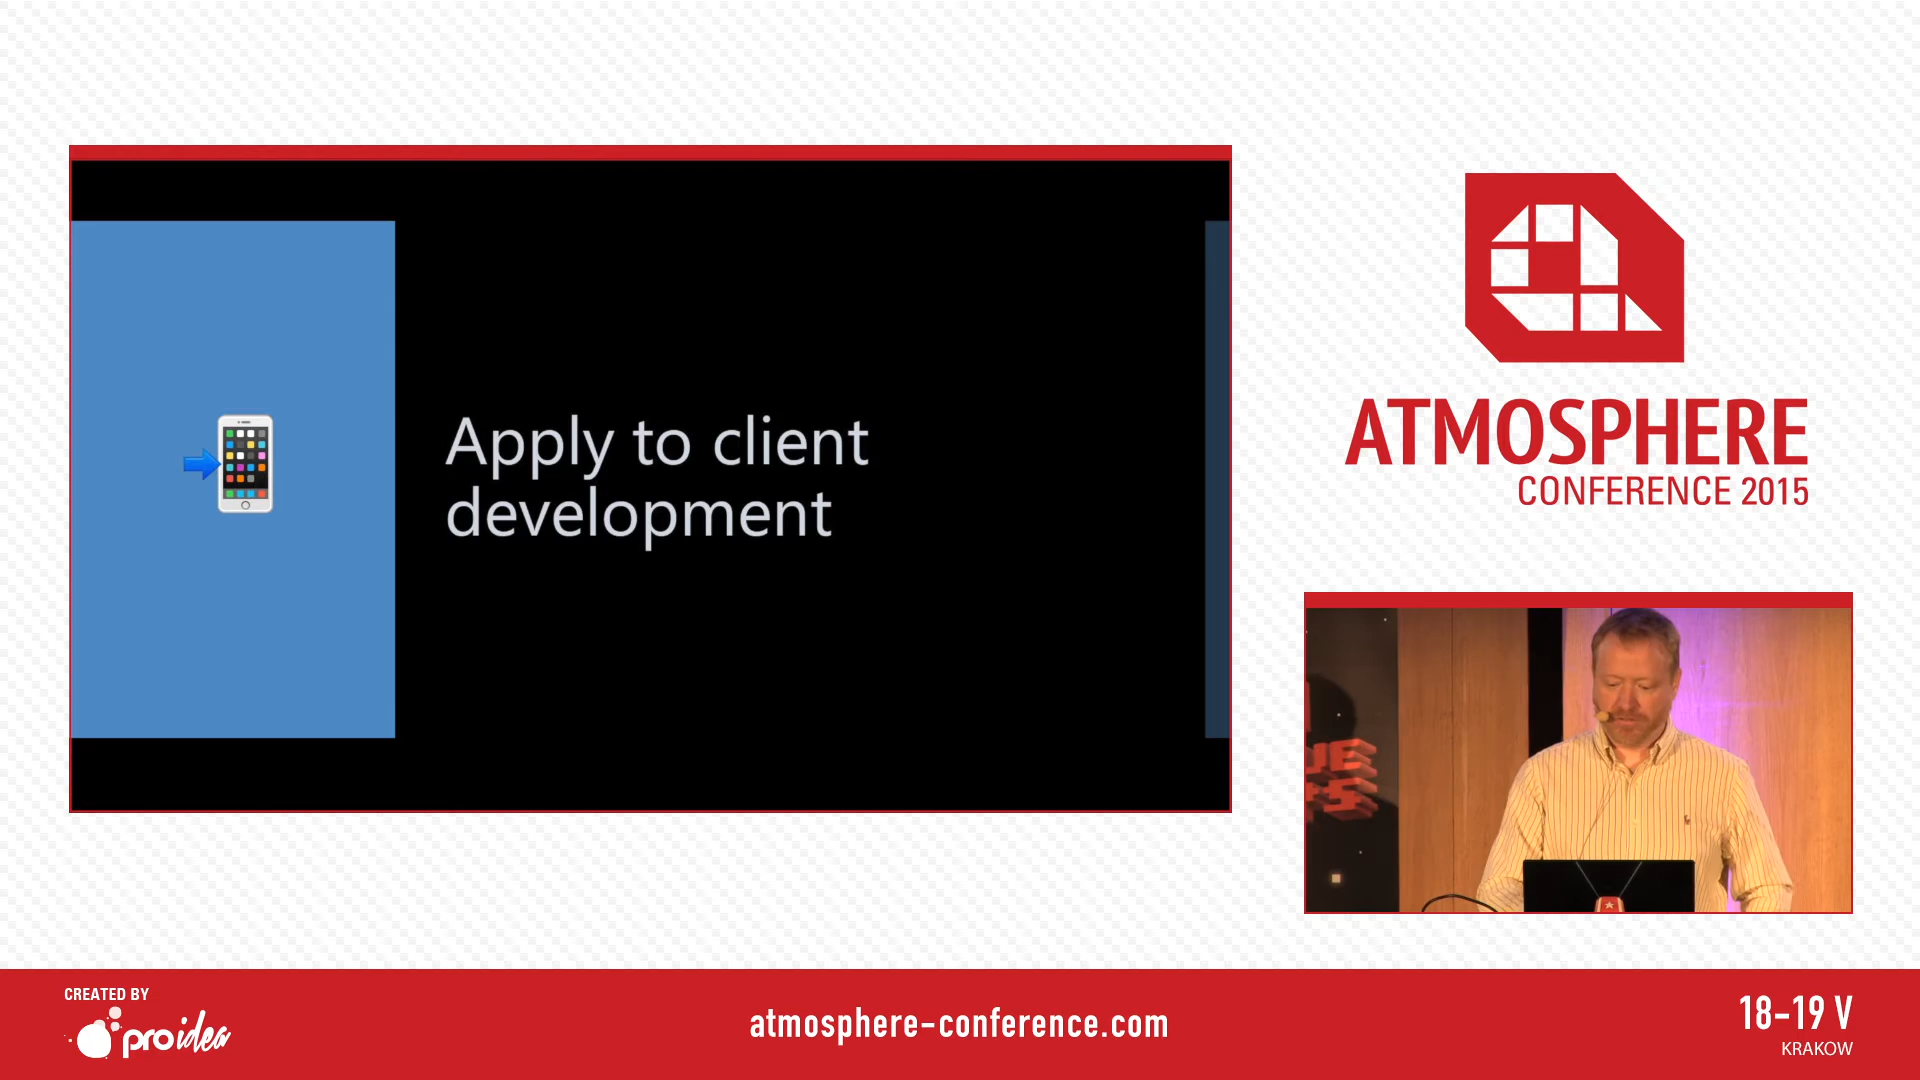 Apply to client
development
ATMOSPHERE
CONFERENCE 2015
CREATED BY
proidea
atmosphere-conference.com
18-19 V
KRAKOW